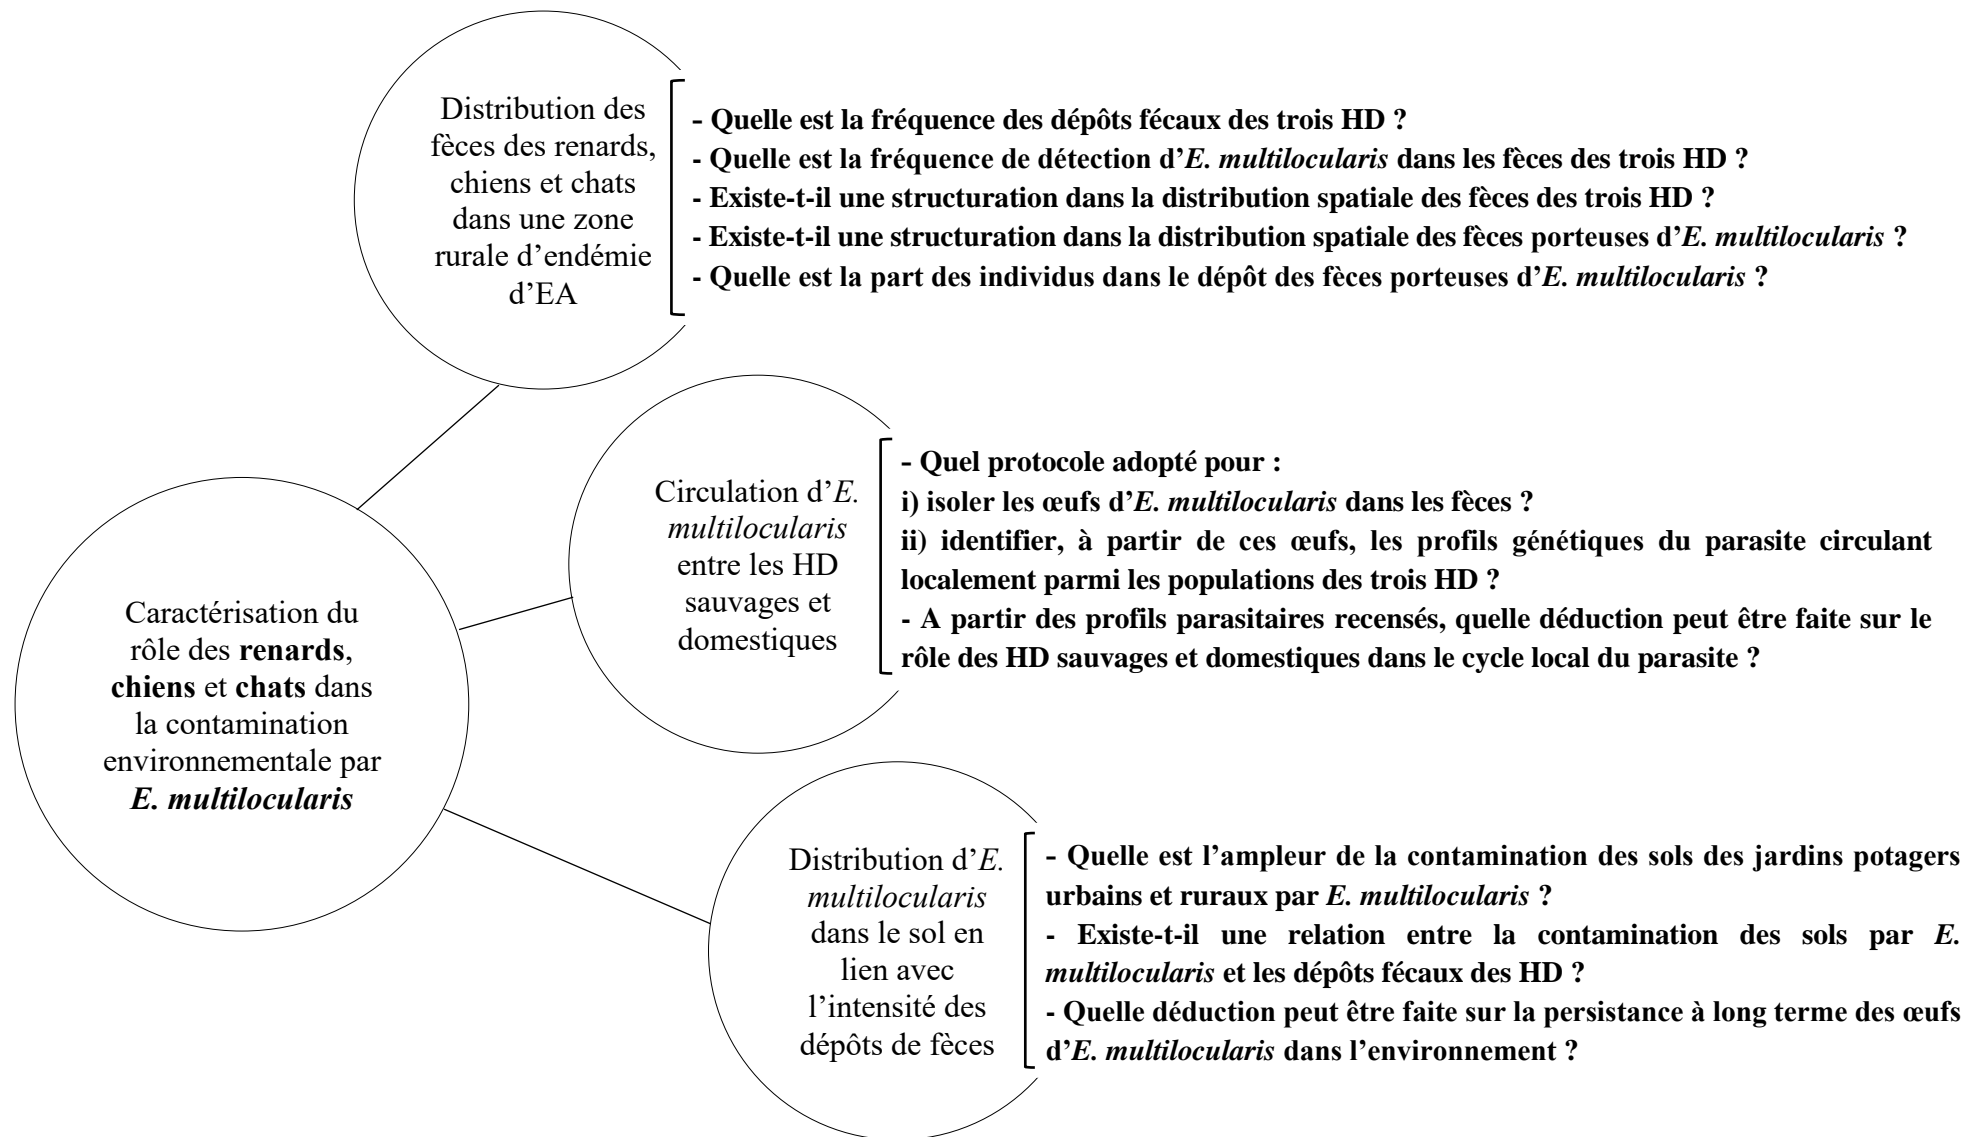 Distribution des
fèces des renards,
chiens et chats
dans une zone
rurale d’endémie
d’EA
- Quelle est la fréquence des dépôts fécaux des trois HD ?
- Quelle est la fréquence de détection d’E. multilocularis dans les fèces des trois HD ?
- Existe-t-il une structuration dans la distribution spatiale des fèces des trois HD ?
- Existe-t-il une structuration dans la distribution spatiale des fèces porteuses d’E. multilocularis ?
- Quelle est la part des individus dans le dépôt des fèces porteuses d’E. multilocularis ?
Circulation d’E.
multilocularis
entre les HD
sauvages et
domestiques
- Quel protocole adopté pour :
i) isoler les œufs d’E. multilocularis dans les fèces ?
ii) identifier, à partir de ces œufs, les profils génétiques du parasite circulant
localement parmi les populations des trois HD ?
- A partir des profils parasitaires recensés, quelle déduction peut être faite sur le
rôle des HD sauvages et domestiques dans le cycle local du parasite ?
Caractérisation du
rôle des renards,
chiens et chats dans
la contamination
environnementale par
E. multilocularis
Distribution d’E.
multilocularis
dans le sol en
lien avec
l’intensité des
dépôts de fèces
- Quelle est l’ampleur de la contamination des sols des jardins potagers
urbains et ruraux par E. multilocularis ?
- Existe-t-il une relation entre la contamination des sols par E.
multilocularis et les dépôts fécaux des HD ?
- Quelle déduction peut être faite sur la persistance à long terme des œufs
d’E. multilocularis dans l’environnement ?